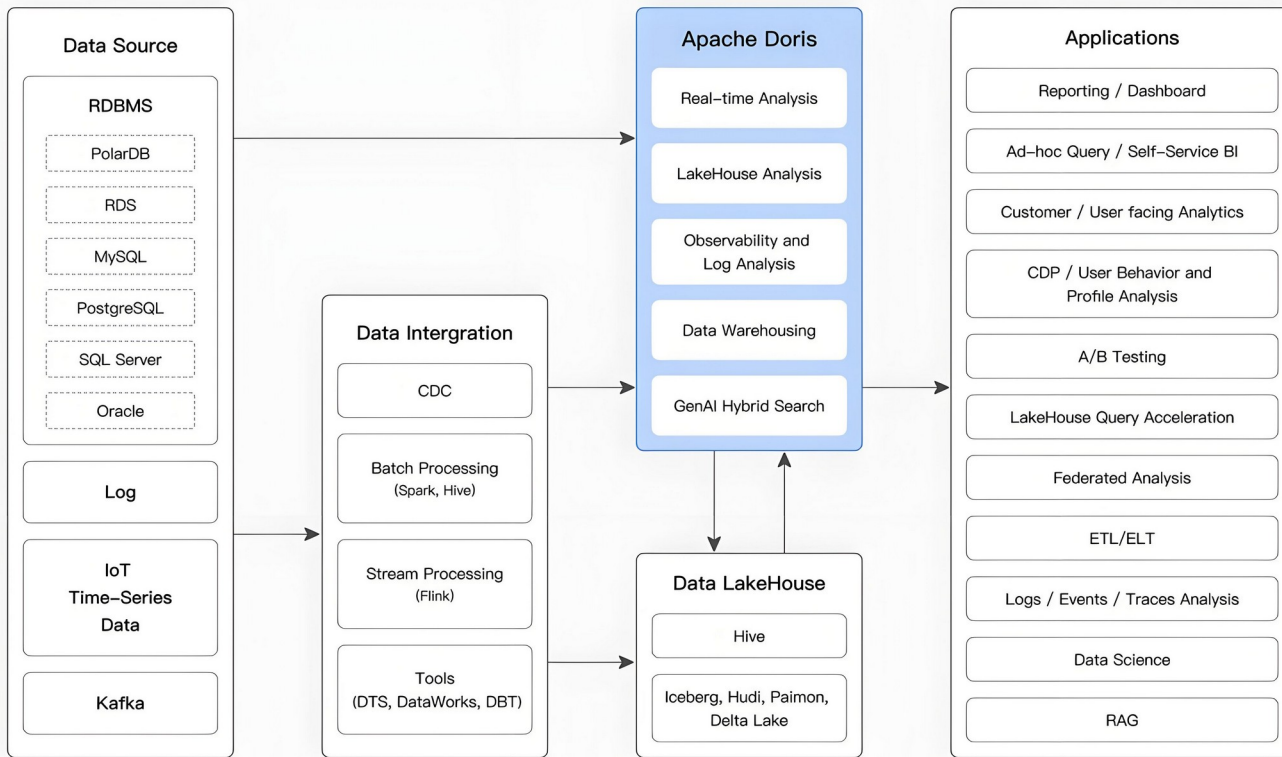 Data Source
RDBMS
PolarDB
RDS
MySQL
PostgreSQL
SQL Server
Oracle
Log
IoT
Time-Series
Data
Kafka
Data Intergration
CDC
Batch Processing
(Spark, Hive)
Stream Processing
(Flink)
Tools
(DTS, DataWorks, DBT)
Apache Doris
Real-time Analysis
LakeHouse Analysis
Observability and
Log Analysis
Data Warehousing
GenAI Hybrid Search
Data LakeHouse
Hive
Iceberg, Hudi, Paimon,
Delta Lake
Applications
Reporting / Dashboard
Ad-hoc Query / Self-Service BI
Customer / User facing Analytics
CDP / User Behavior and
Profile Analysis
A/B Testing
LakeHouse Query Acceleration
Federated Analysis
ETL/ELT
Logs / Events / Traces Analysis
Data Science
RAG